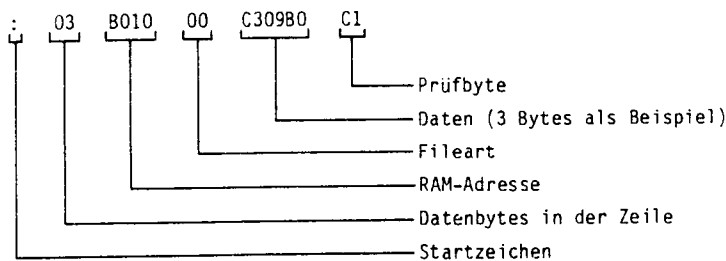 : 03 B010 00 C309B0 C1
Prüfbyte
Daten (3 Bytes als Beispiel)
Fileart
RAM-Adresse
Datenbytes in der Zeile
Startzeichen